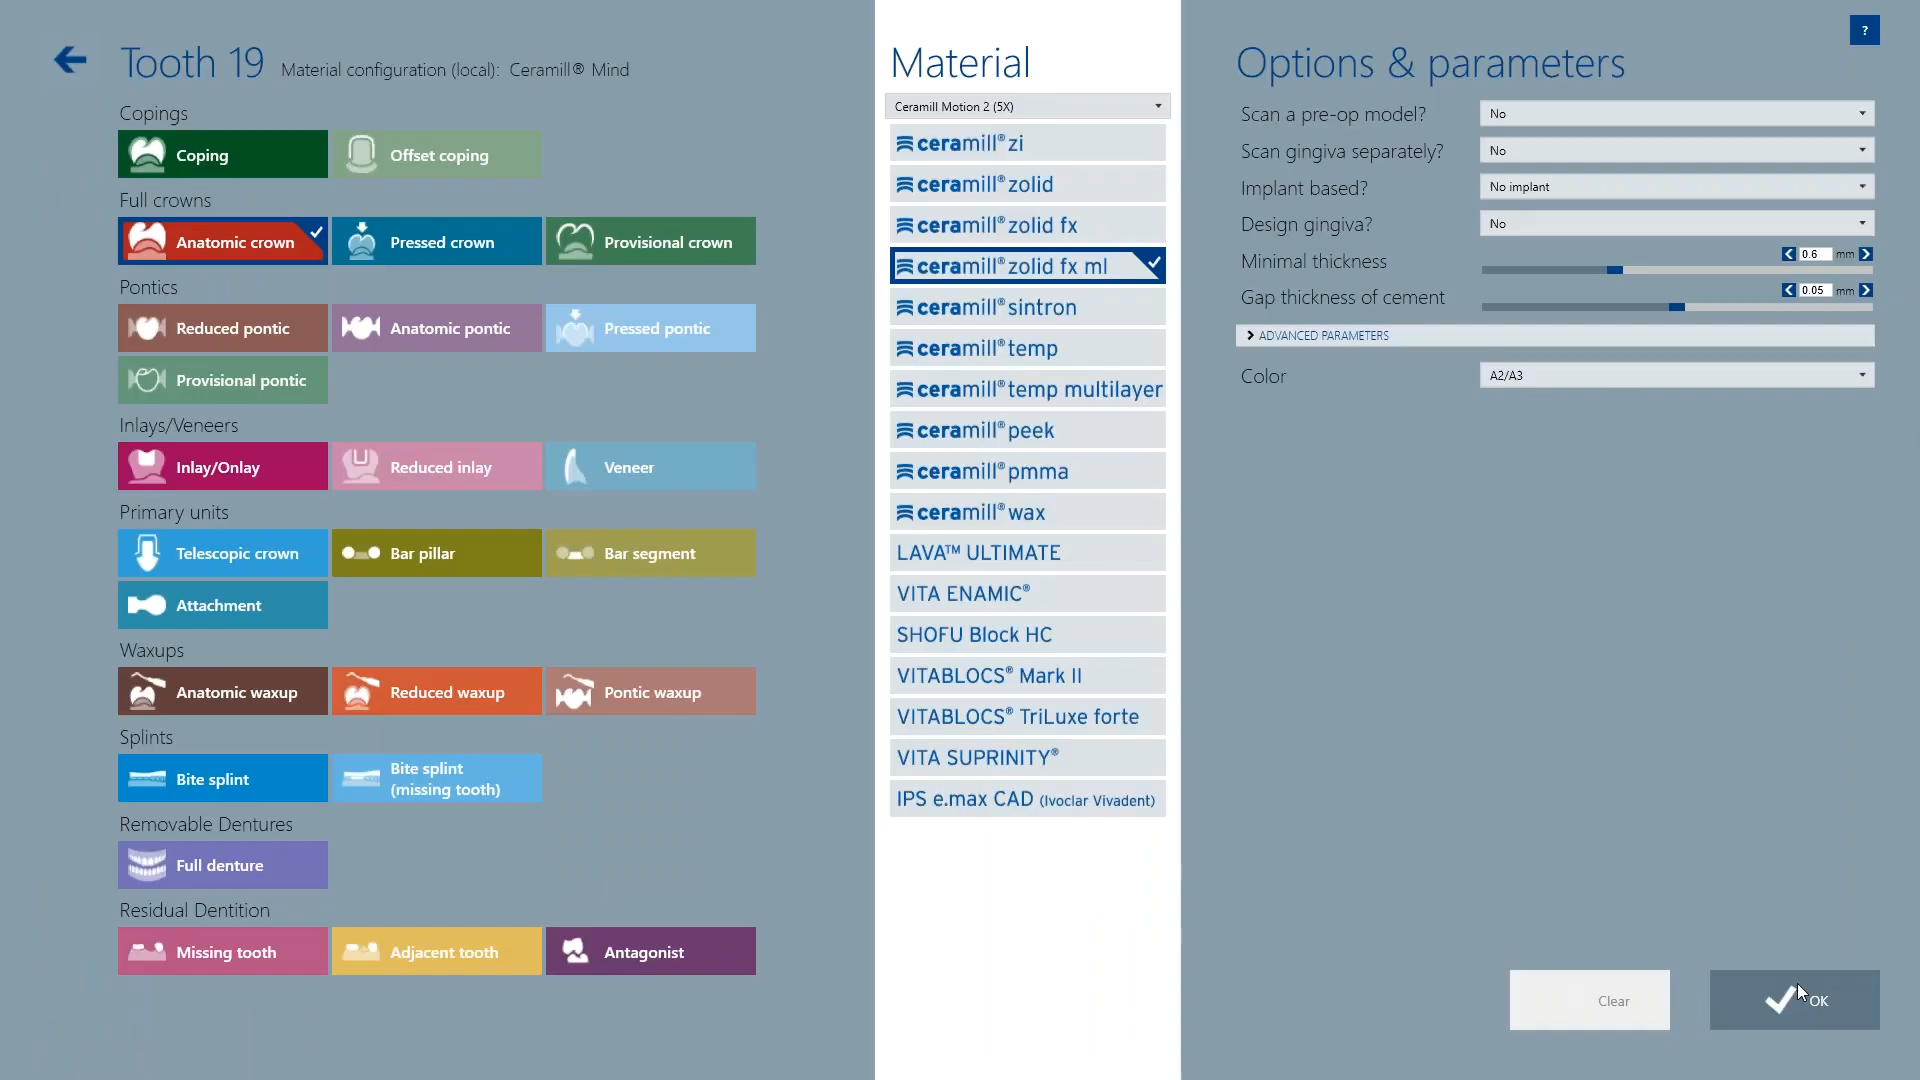 Tooth 19 Material configuration (local): Ceramill® Mind
Copings
Coping
Offset coping
Full crowns
Anatomic crown
Pressed crown
Provisional crown
Pontics
Reduced pontic
Anatomic pontic
Pressed pontic
Provisional pontic
Inlays/Veneers
Inlay/Onlay
Reduced inlay
Veneer
Primary units
Telescopic crown
Bar pillar
Bar segment
Attachment
Waxups
Anatomic waxup
Reduced waxup
Pontic waxup
Splints
Bite splint
Bite splint
(missing tooth)
Removable Dentures
Full denture
Residual Dentition
Missing tooth
Adjacent tooth
Antagonist
Material
Ceramill Motion 2 (5X)
ceramill® zi
ceramill® zolid
ceramill® zolid fx
ceramill® zolid fx ml
ceramill® sintron
ceramill® temp
ceramill® temp multilayer
ceramill® peek
ceramill® pmma
ceramill® wax
LAVA™ ULTIMATE
VITA ENAMIC®
SHOFU Block HC
VITABLOCS® Mark II
VITABLOCS® TriLuxe forte
VITA SUPRINITY®
IPS e.max CAD (Ivoclar Vivadent)
?
Options & parameters
Scan a pre-op model? No
Scan gingiva separately? No
Implant based? No implant
Design gingiva? No
Minimal thickness 0.6 mm
Gap thickness of cement 0.05 mm
ADVANCED PARAMETERS
Color A2/A3
Clear
OK